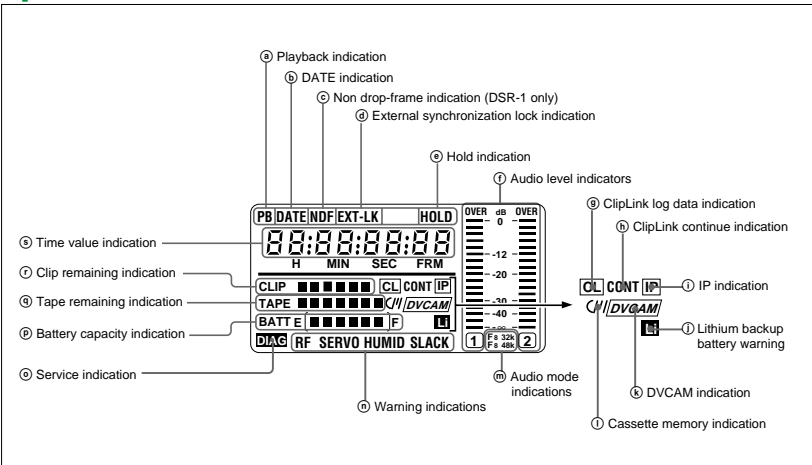 ⓐ Playback indication
ⓑ DATE indication
ⓒ Non drop-frame indication (DSR-1 only)
ⓓ External synchronization lock indication
ⓔ Hold indication
ⓕ Audio level indicators
ⓖ ClipLink log data indication
ⓗ ClipLink continue indication
PB DATE NDF EXT-LK HOLD
OVER dB OVER
0
ⓢ Time value indication
88:88:88:88
H MIN SEC FRM
-12
-20
-30
-40
-∞
ⓡ Clip remaining indication
CLIP CL CONT IP
CL CONT IP
ⓘ IP indication
ⓠ Tape remaining indication
TAPE DVCAM
DVCAM
ⓟ Battery capacity indication
BATT E F Li
Li
ⓙ Lithium backup
battery warning
DIAG RF SERVO HUMID SLACK
1 Fs 32k 2
Fs 48k
ⓞ Service indication
ⓜ Audio mode
indications
ⓚ DVCAM indication
ⓝ Warning indications
ⓛ Cassette memory indication